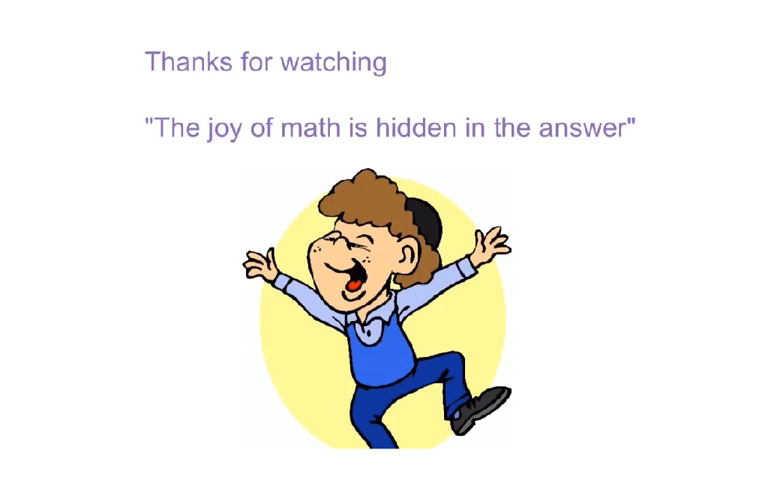 Thanks for watching
"The joy of math is hidden in the answer"